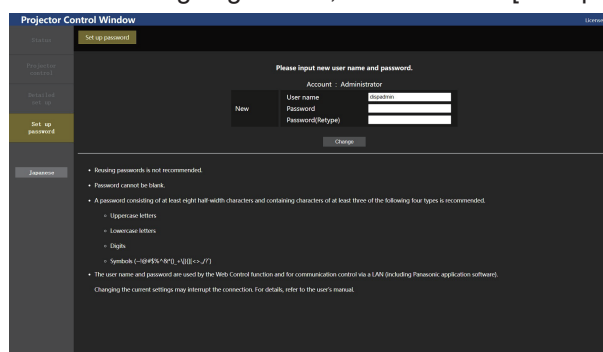 Projector Control Window
License
Status
Set up password
Projector
control
Detailed
set up
Set up
password
Japanese
Please input new user name and password.
Account : Administrator
New
User name
dispadmin
Password
Password(Retype)
Change
• Reusing passwords is not recommended.
• Password cannot be blank.
• A password consisting of at least eight half-width characters and containing characters of at least three of the following four types is recommended.
Uppercase letters
Lowercase letters
Digits
Symbols
• The user name and password are used by the Web Control function and for communication control via a LAN (including Panasonic application software).
Changing the current settings may interrupt the connection. For details, refer to the user's manual.